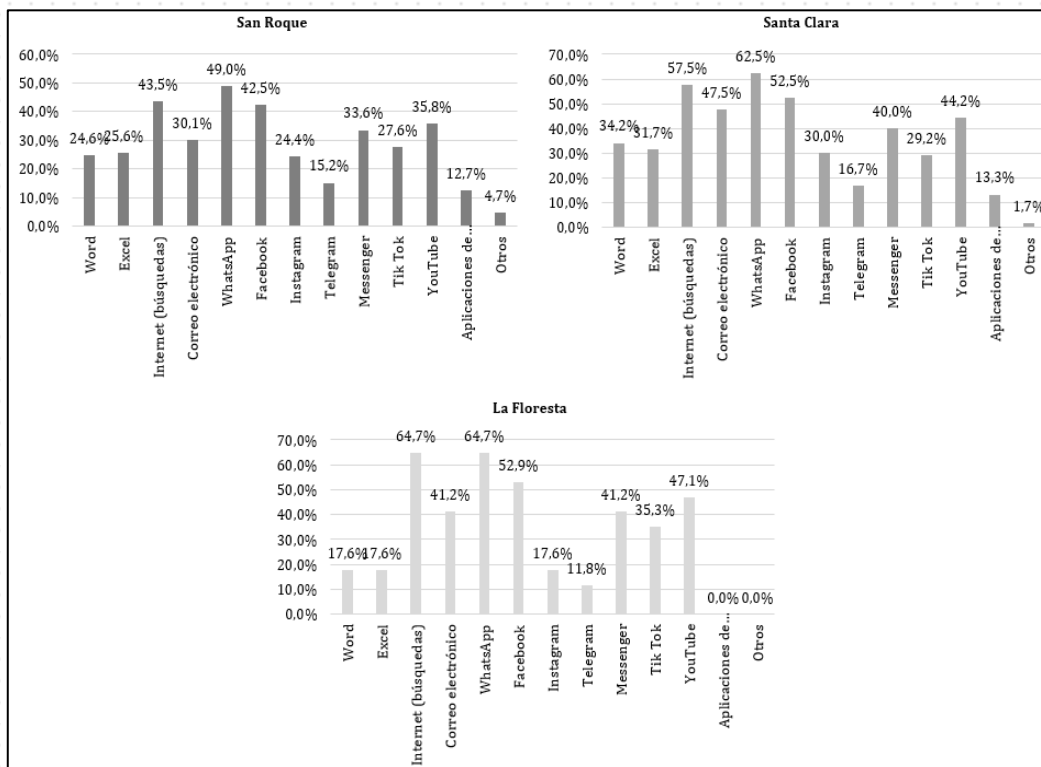 San Roque
60,0%
50,0%
40,0%
30,0%
20,0%
10,0%
0,0%
24,6%
25,6%
43,5%
30,1%
49,0%
42,5%
24,4%
15,2%
33,6%
27,6%
35,8%
12,7%
4,7%
Word
Excel
Internet (búsquedas)
Correo electrónico
WhatsApp
Facebook
Instagram
Telegram
Messenger
Tik Tok
YouTube
Aplicaciones de...
Otros
Santa Clara
70,0%
60,0%
50,0%
40,0%
30,0%
20,0%
10,0%
0,0%
34,2%
31,7%
57,5%
47,5%
62,5%
52,5%
30,0%
16,7%
40,0%
29,2%
44,2%
13,3%
1,7%
Word
Excel
Internet (búsquedas)
Correo electrónico
WhatsApp
Facebook
Instagram
Telegram
Messenger
Tik Tok
YouTube
Aplicaciones de...
Otros
La Floresta
70,0%
60,0%
50,0%
40,0%
30,0%
20,0%
10,0%
0,0%
17,6%
17,6%
64,7%
41,2%
64,7%
52,9%
17,6%
11,8%
41,2%
35,3%
47,1%
0,0%
0,0%
Word
Excel
Internet (búsquedas)
Correo electrónico
WhatsApp
Facebook
Instagram
Telegram
Messenger
Tik Tok
YouTube
Aplicaciones de...
Otros